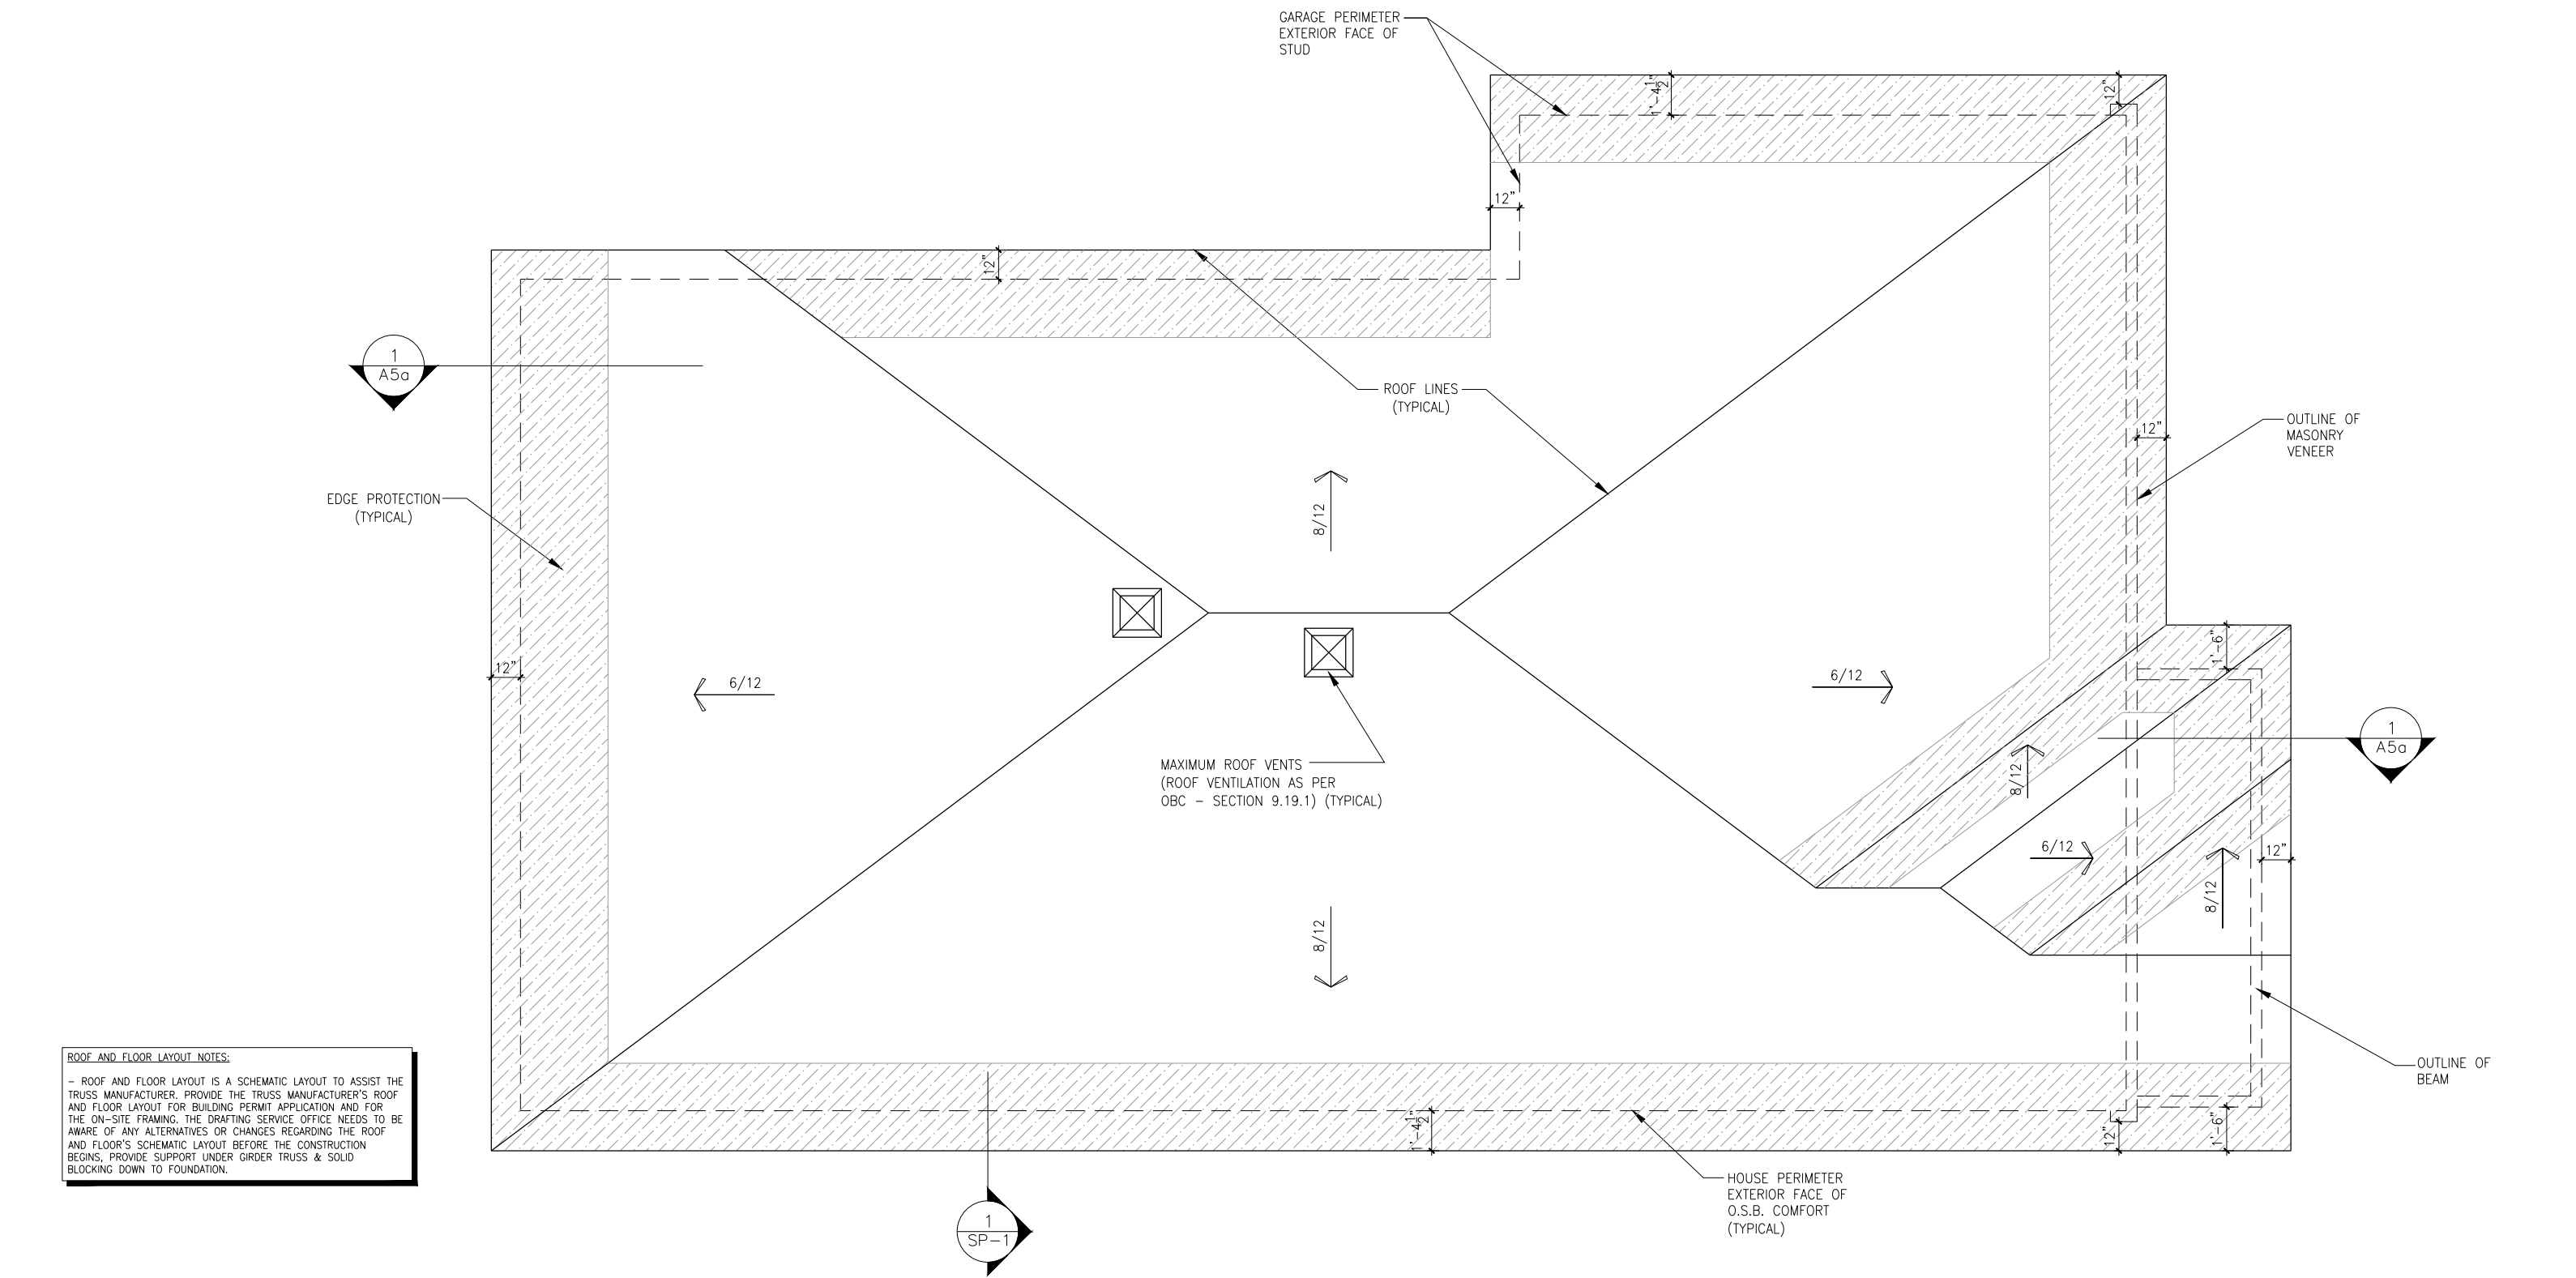 GARAGE PERIMETER
EXTERIOR FACE OF
STUD
1'-4 1/2"
12"
12"
12"
1
A5a
ROOF LINES
(TYPICAL)
12"
OUTLINE OF
MASONRY
VENEER
EDGE PROTECTION
(TYPICAL)
8/12
12"
6/12
6/12
1'-6"
1
A5a
MAXIMUM ROOF VENTS
(ROOF VENTILATION AS PER
OBC - SECTION 9.19.1) (TYPICAL)
8/12
6/12
12"
8/12
8/12
ROOF AND FLOOR LAYOUT NOTES:
- ROOF AND FLOOR LAYOUT IS A SCHEMATIC LAYOUT TO ASSIST THE
TRUSS MANUFACTURER. PROVIDE THE TRUSS MANUFACTURER'S ROOF
AND FLOOR LAYOUT FOR BUILDING PERMIT APPLICATION AND FOR
THE ON-SITE FRAMING. THE DRAFTING SERVICE OFFICE NEEDS TO BE
AWARE OF ANY ALTERNATIVES OR CHANGES REGARDING THE ROOF
AND FLOOR'S SCHEMATIC LAYOUT BEFORE THE CONSTRUCTION
BEGINS, PROVIDE SUPPORT UNDER GIRDER TRUSS & SOLID
BLOCKING DOWN TO FOUNDATION.
OUTLINE OF
BEAM
1'-4 1/2"
12"
1'-6"
HOUSE PERIMETER
EXTERIOR FACE OF
O.S.B. COMFORT
(TYPICAL)
1
SP-1